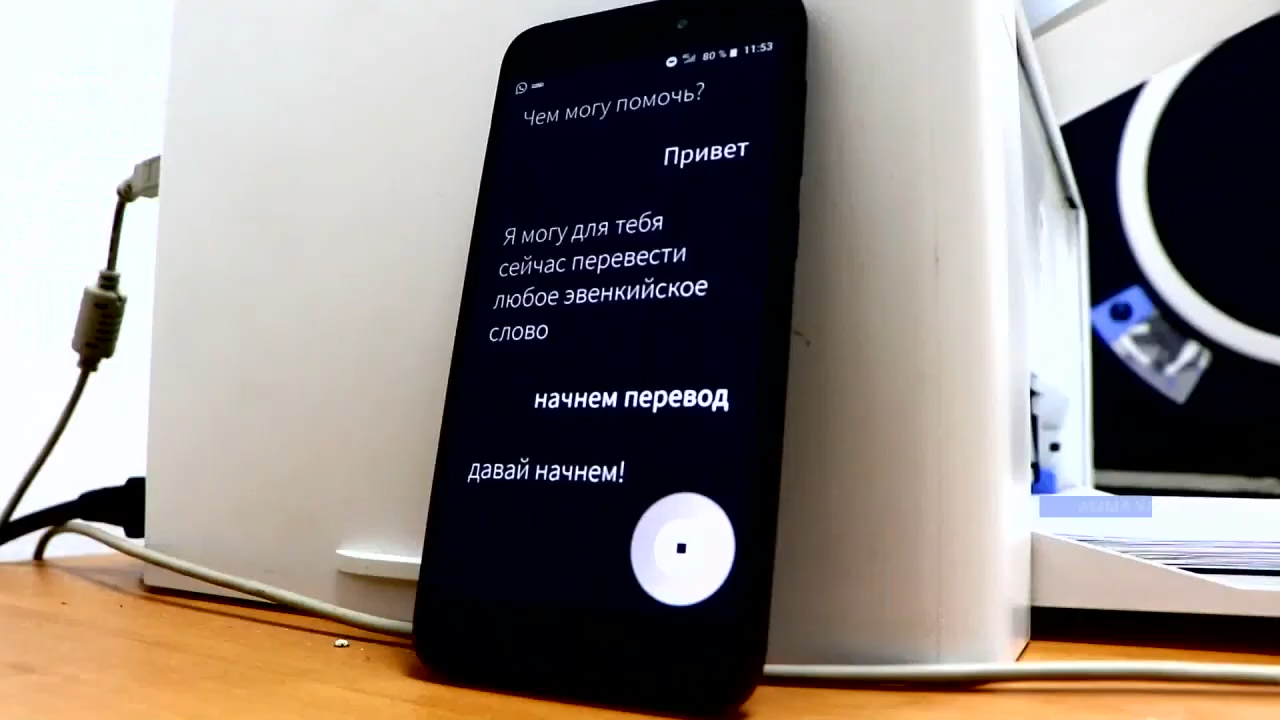 80 % 11:53
Чем могу помочь?
Привет
Я могу для тебя
сейчас перевести
любое эвенкийское
слово
начнем перевод
давай начнем!